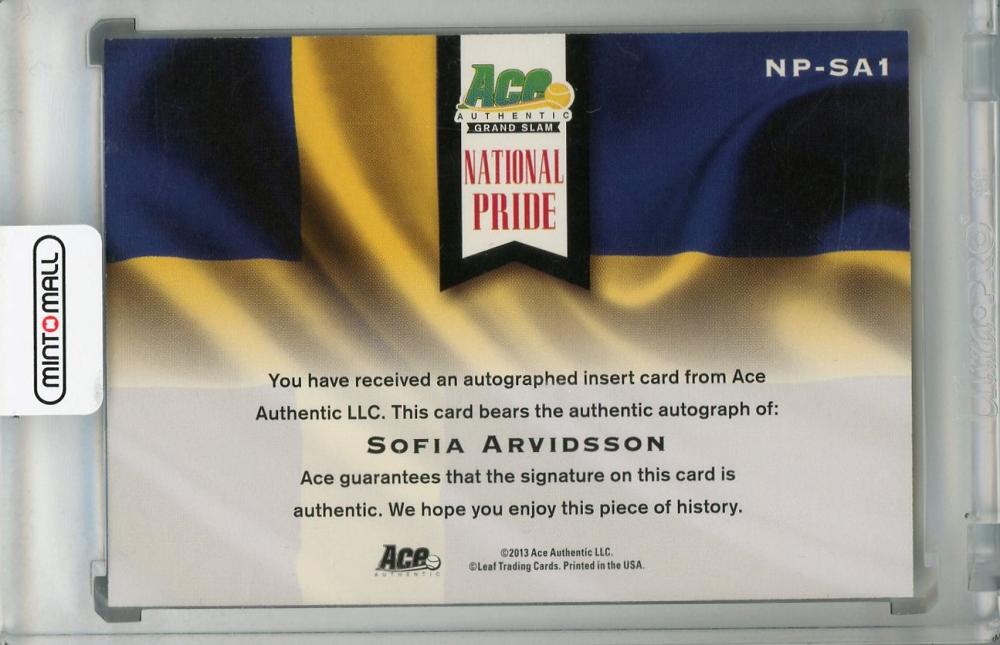 NP-SA1
Ace
AUTHENTIC
GRAND SLAM
NATIONAL
PRIDE
MINTOMALL
You have received an autographed insert card from Ace
Authentic LLC. This card bears the authentic autograph of:
SOFIA ARVIDSSON
Ace guarantees that the signature on this card is
authentic. We hope you enjoy this piece of history.
Ace
AUTHENTIC
©2013 Ace Authentic LLC.
©Leaf Trading Cards. Printed in the USA.